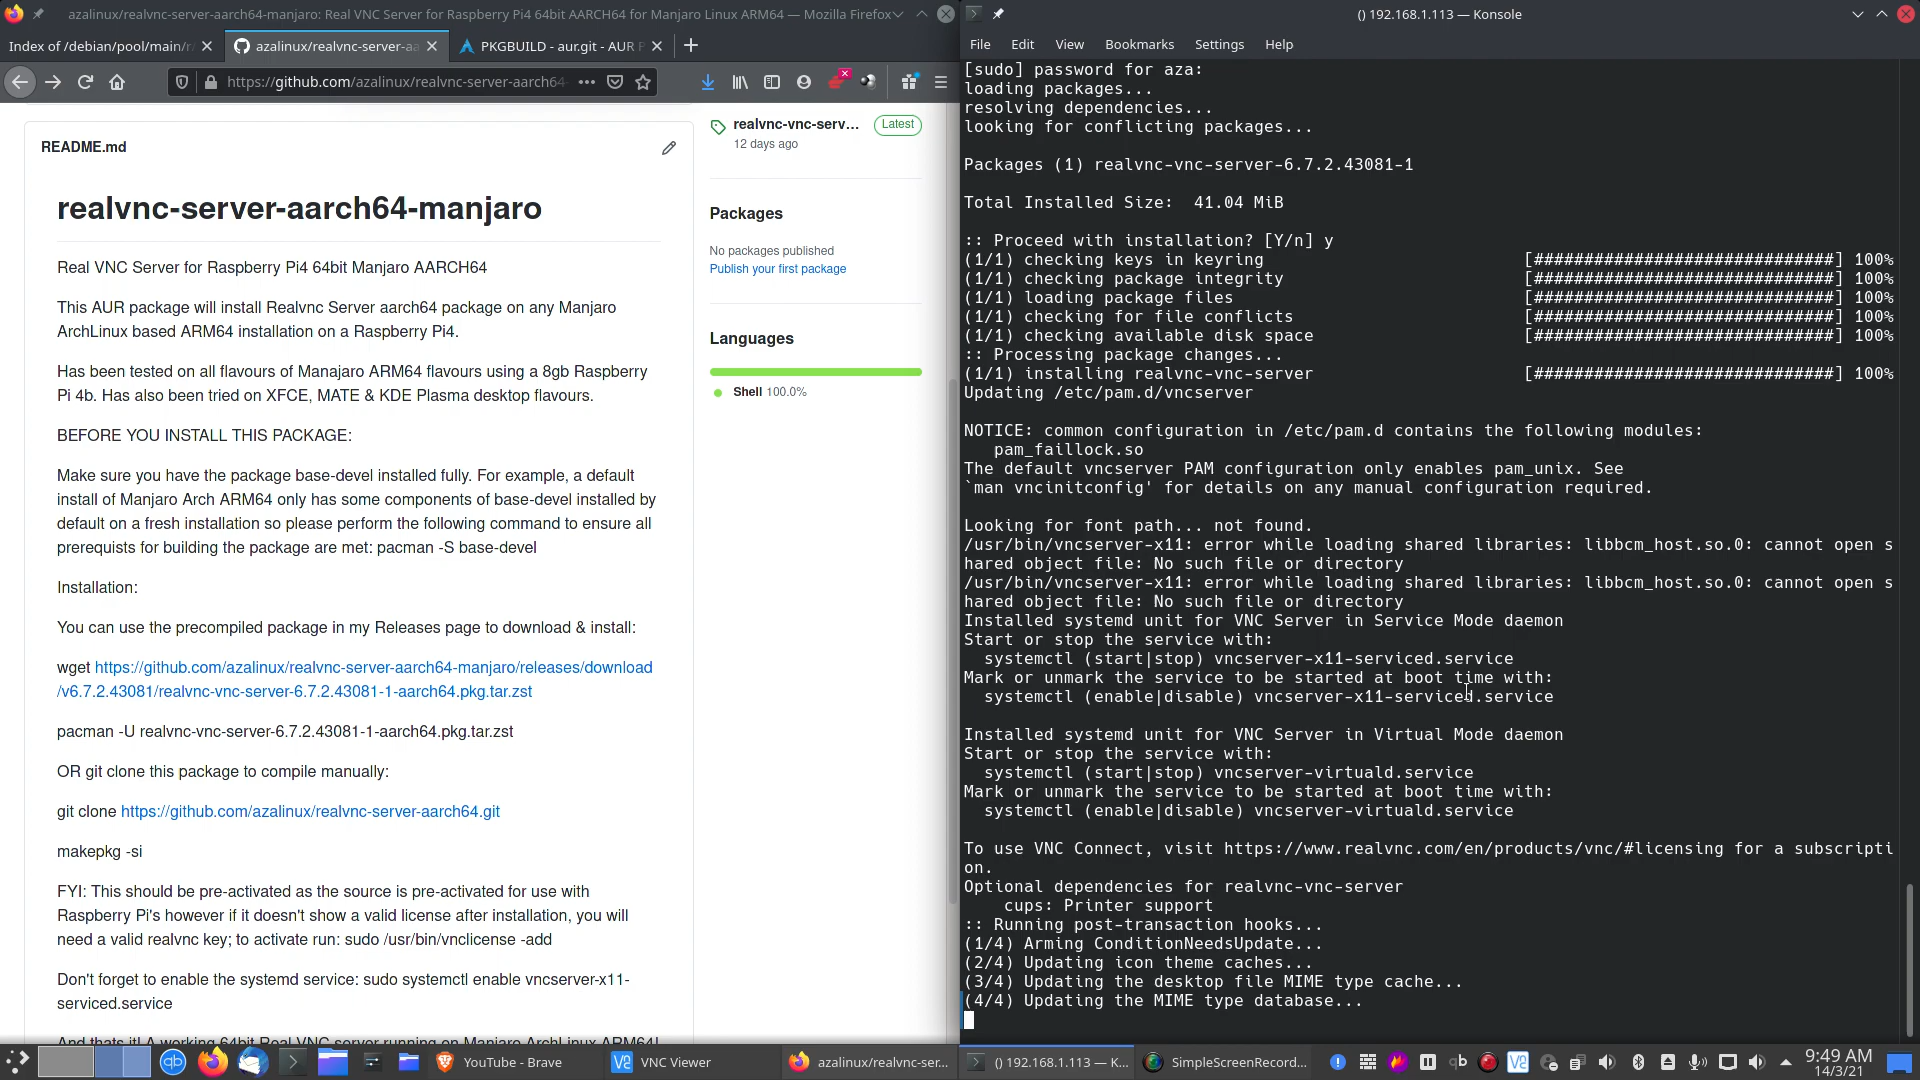 azalinux/realvnc-server-aarch64-manjaro: Real VNC Server for Raspberry Pi4 64bit AARCH64 for Manjaro Linux ARM64 — Mozilla Firefox
Index of /debian/pool/main/r
azalinux/realvnc-server-aa
PKGBUILD - aur.git - AUR P
https://github.com/azalinux/realvnc-server-aarch64-
README.md
realvnc-server-aarch64-manjaro
Real VNC Server for Raspberry Pi4 64bit Manjaro AARCH64
This AUR package will install Realvnc Server aarch64 package on any Manjaro
ArchLinux based ARM64 installation on a Raspberry Pi4.
Has been tested on all flavours of Manajaro ARM64 flavours using a 8gb Raspberry
Pi 4b. Has also been tried on XFCE, MATE & KDE Plasma desktop flavours.
BEFORE YOU INSTALL THIS PACKAGE:
Make sure you have the package base-devel installed fully. For example, a default
install of Manjaro Arch ARM64 only has some components of base-devel installed by
default on a fresh installation so please perform the following command to ensure all
prerequists for building the package are met: pacman -S base-devel
Installation:
You can use the precompiled package in my Releases page to download & install:
wget https://github.com/azalinux/realvnc-server-aarch64-manjaro/releases/download
/v6.7.2.43081/realvnc-vnc-server-6.7.2.43081-1-aarch64.pkg.tar.zst
pacman -U realvnc-vnc-server-6.7.2.43081-1-aarch64.pkg.tar.zst
OR git clone this package to compile manually:
git clone https://github.com/azalinux/realvnc-server-aarch64.git
makepkg -si
FYI: This should be pre-activated as the source is pre-activated for use with
Raspberry Pi's however if it doesn't show a valid license after installation, you will
need a valid realvnc key; to activate run: sudo /usr/bin/vnclicense -add
Don't forget to enable the systemd service: sudo systemctl enable vncserver-x11-
serviced.service
And thats it! A working 64bit Real VNC server running on Manjaro ArchLinux ARM64!
realvnc-vnc-serv...
Latest
12 days ago
Packages
No packages published
Publish your first package
Languages
Shell 100.0%
() 192.168.1.113 — Konsole
File Edit View Bookmarks Settings Help
[sudo] password for aza:
loading packages...
resolving dependencies...
looking for conflicting packages...
Packages (1) realvnc-vnc-server-6.7.2.43081-1
Total Installed Size:  41.04 MiB
:: Proceed with installation? [Y/n] y
(1/1) checking keys in keyring [###############################] 100%
(1/1) checking package integrity [###############################] 100%
(1/1) loading package files [###############################] 100%
(1/1) checking for file conflicts [###############################] 100%
(1/1) checking available disk space [###############################] 100%
:: Processing package changes...
(1/1) installing realvnc-vnc-server [###############################] 100%
Updating /etc/pam.d/vncserver
NOTICE: common configuration in /etc/pam.d contains the following modules:
pam_faillock.so
The default vncserver PAM configuration only enables pam_unix. See
`man vncinitconfig' for details on any manual configuration required.
Looking for font path... not found.
/usr/bin/vncserver-x11: error while loading shared libraries: libbcm_host.so.0: cannot open s
hared object file: No such file or directory
/usr/bin/vncserver-x11: error while loading shared libraries: libbcm_host.so.0: cannot open s
hared object file: No such file or directory
Installed systemd unit for VNC Server in Service Mode daemon
Start or stop the service with:
systemctl (start|stop) vncserver-x11-serviced.service
Mark or unmark the service to be started at boot time with:
systemctl (enable|disable) vncserver-x11-serviced.service
Installed systemd unit for VNC Server in Virtual Mode daemon
Start or stop the service with:
systemctl (start|stop) vncserver-virtuald.service
Mark or unmark the service to be started at boot time with:
systemctl (enable|disable) vncserver-virtuald.service
To use VNC Connect, visit https://www.realvnc.com/en/products/vnc/#licensing for a subscripti
on.
Optional dependencies for realvnc-vnc-server
cups: Printer support
:: Running post-transaction hooks...
(1/4) Arming ConditionNeedsUpdate...
(2/4) Updating icon theme caches...
(3/4) Updating the desktop file MIME type cache...
(4/4) Updating the MIME type database...
YouTube - Brave
VNC Viewer
azalinux/realvnc-ser...
() 192.168.1.113 — K...
SimpleScreenRecord...
9:49 AM
14/3/21